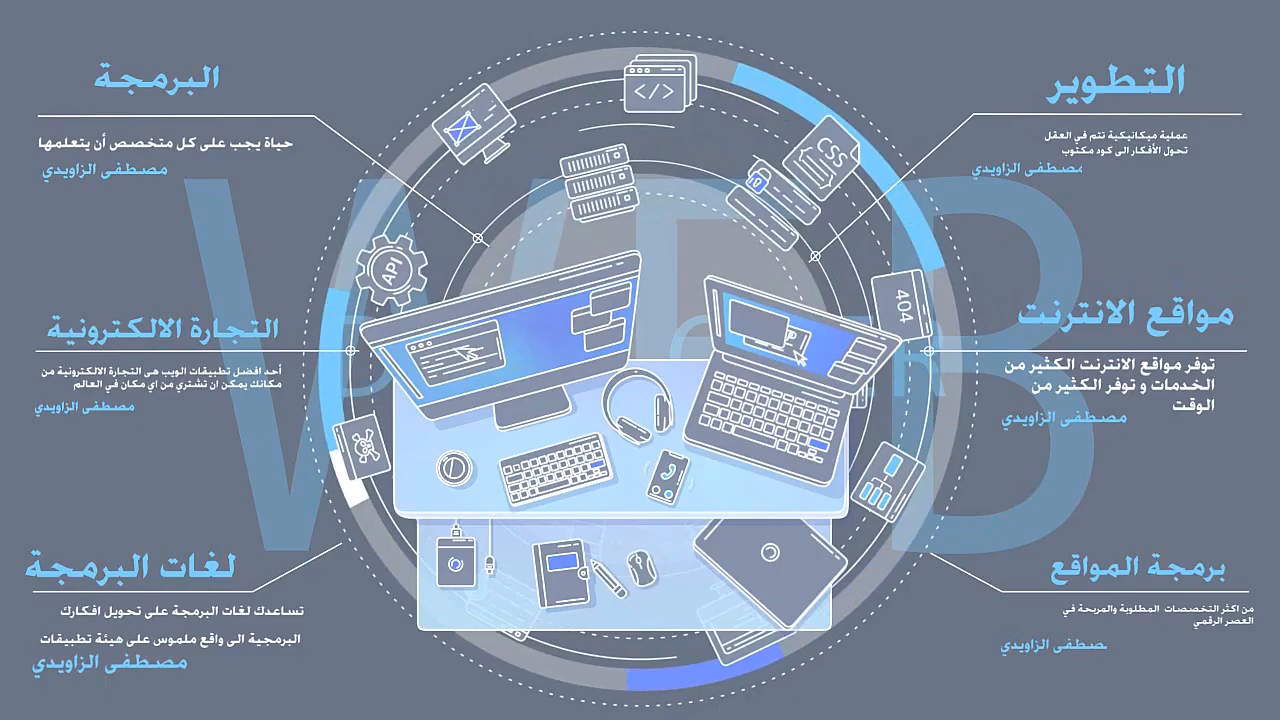 التطوير
عملية ميكانيكية تتم في العقل
تحول الأفكار الى كود مكتوب
مصطفى الزاويدي
البرمجة
حياة يجب على كل متخصص أن يتعلمها
مصطفى الزاويدي
مواقع الانترنت
توفر مواقع الانترنت الكثير من
الخدمات و توفر الكثير من
الوقت
مصطفى الزاويدي
التجارة الالكترونية
أحد افضل تطبيقات الويب هى التجارة الالكترونية من
مكانك يمكن ان تشتري من اي مكان في العالم
مصطفى الزاويدي
برمجة المواقع
من اكثر التخصصات المطلوبة والمربحة في
العصر الرقمي
صطفى الزاويدي
لغات البرمجة
تساعدك لغات البرمجة على تحويل افكارك
البرمجية الى واقع ملموس على هيئة تطبيقات
مصطفى الزاويدي
WEB
</>
CSS
API
404